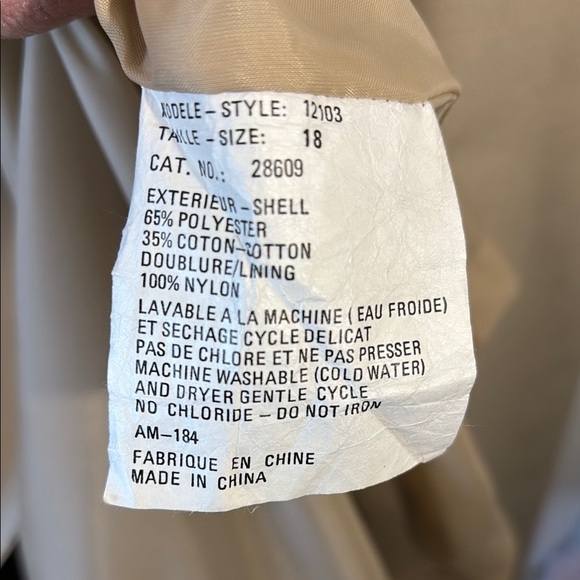 MODELE – STYLE: 12103
TAILLE – SIZE: 18
CAT. NO.: 28609
EXTERIEUR – SHELL
65% POLYESTER
35% COTON–COTTON
DOUBLURE/LINING
100% NYLON
LAVABLE A LA MACHINE (EAU FROIDE)
ET SECHAGE CYCLE DELICAT
PAS DE CHLORE ET NE PAS PRESSER
MACHINE WASHABLE (COLD WATER)
AND DRYER GENTLE CYCLE
NO CHLORIDE – DO NOT IRON
AM–184
FABRIQUE EN CHINE
MADE IN CHINA